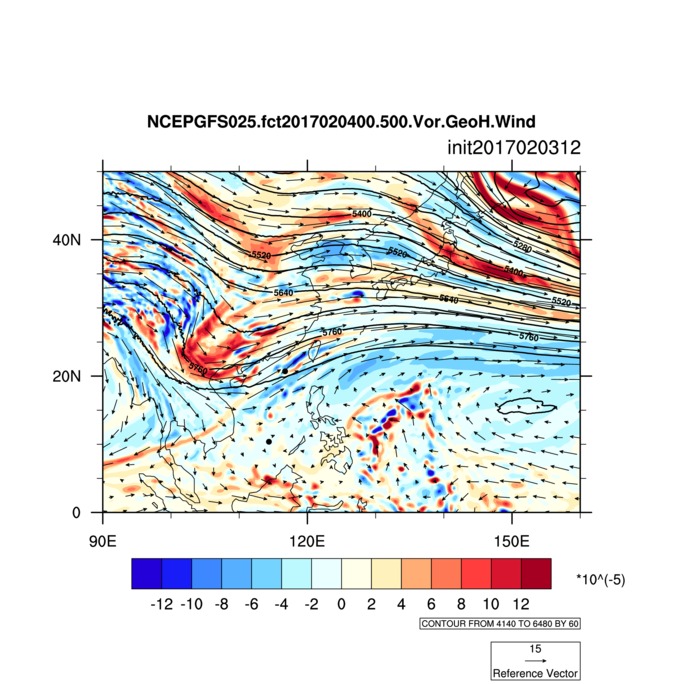 NCEPGFS025.fct2017020400.500.Vor.GeoH.Wind
init2017020312
5400
5280
40N
5520
5520
5400
5640
5640
5520
5760
5760
5760
20N
0
90E 120E 150E
*10^(-5)
-12 -10 -8 -6 -4 -2 0 2 4 6 8 10 12
CONTOUR FROM 4140 TO 6480 BY 60
15
Reference Vector